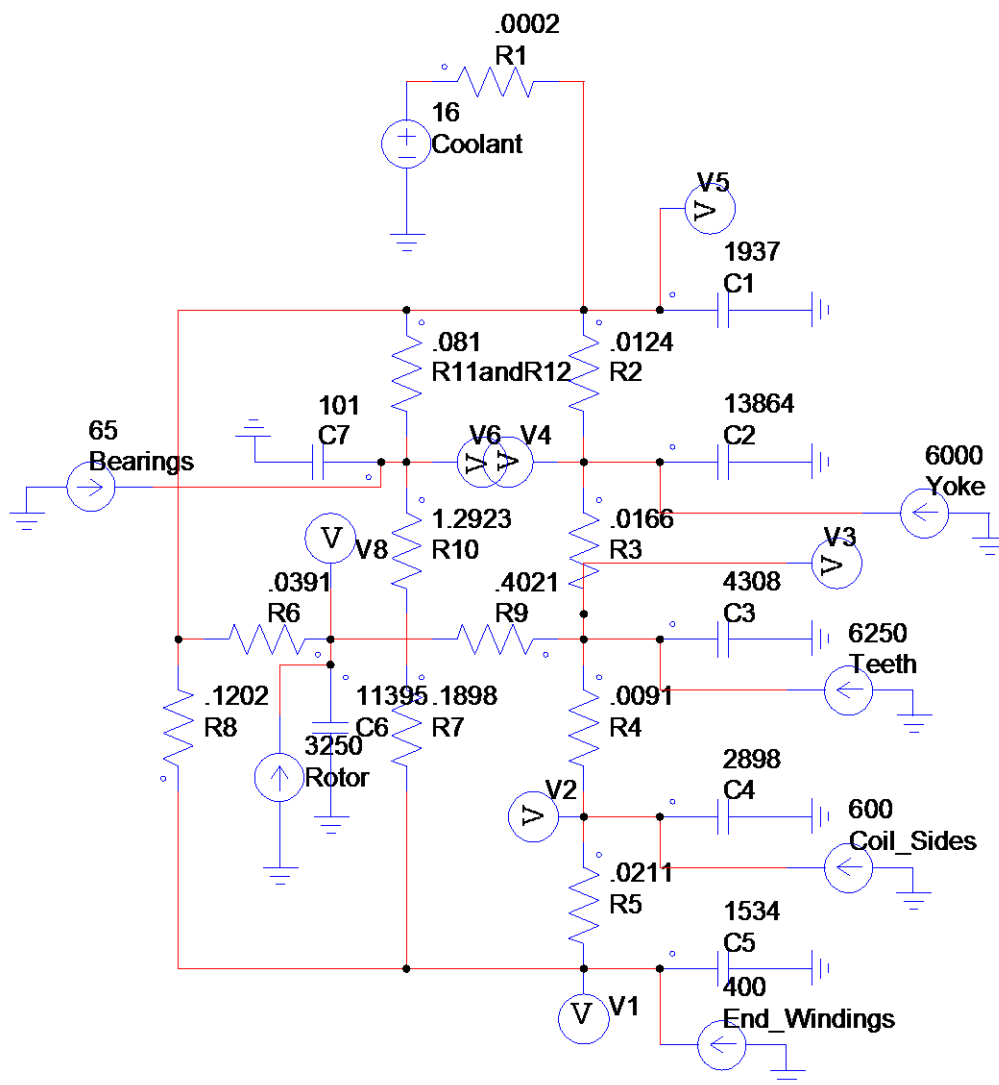 .0002
R1
16
Coolant
V5
1937
C1
.081
R11andR12
.0124
R2
101
C7
V6
V4
13864
C2
65
Bearings
6000
Yoke
V
V
1.2923
R10
.0166
R3
V3
V
V8
V
.0391
R6
.4021
R9
4308
C3
6250
Teeth
.1202
R8
11395
C6
.1898
R7
.0091
R4
3250
Rotor
2898
C4
V2
V
600
Coil_Sides
.0211
R5
1534
C5
V
V1
400
End_Windings
V